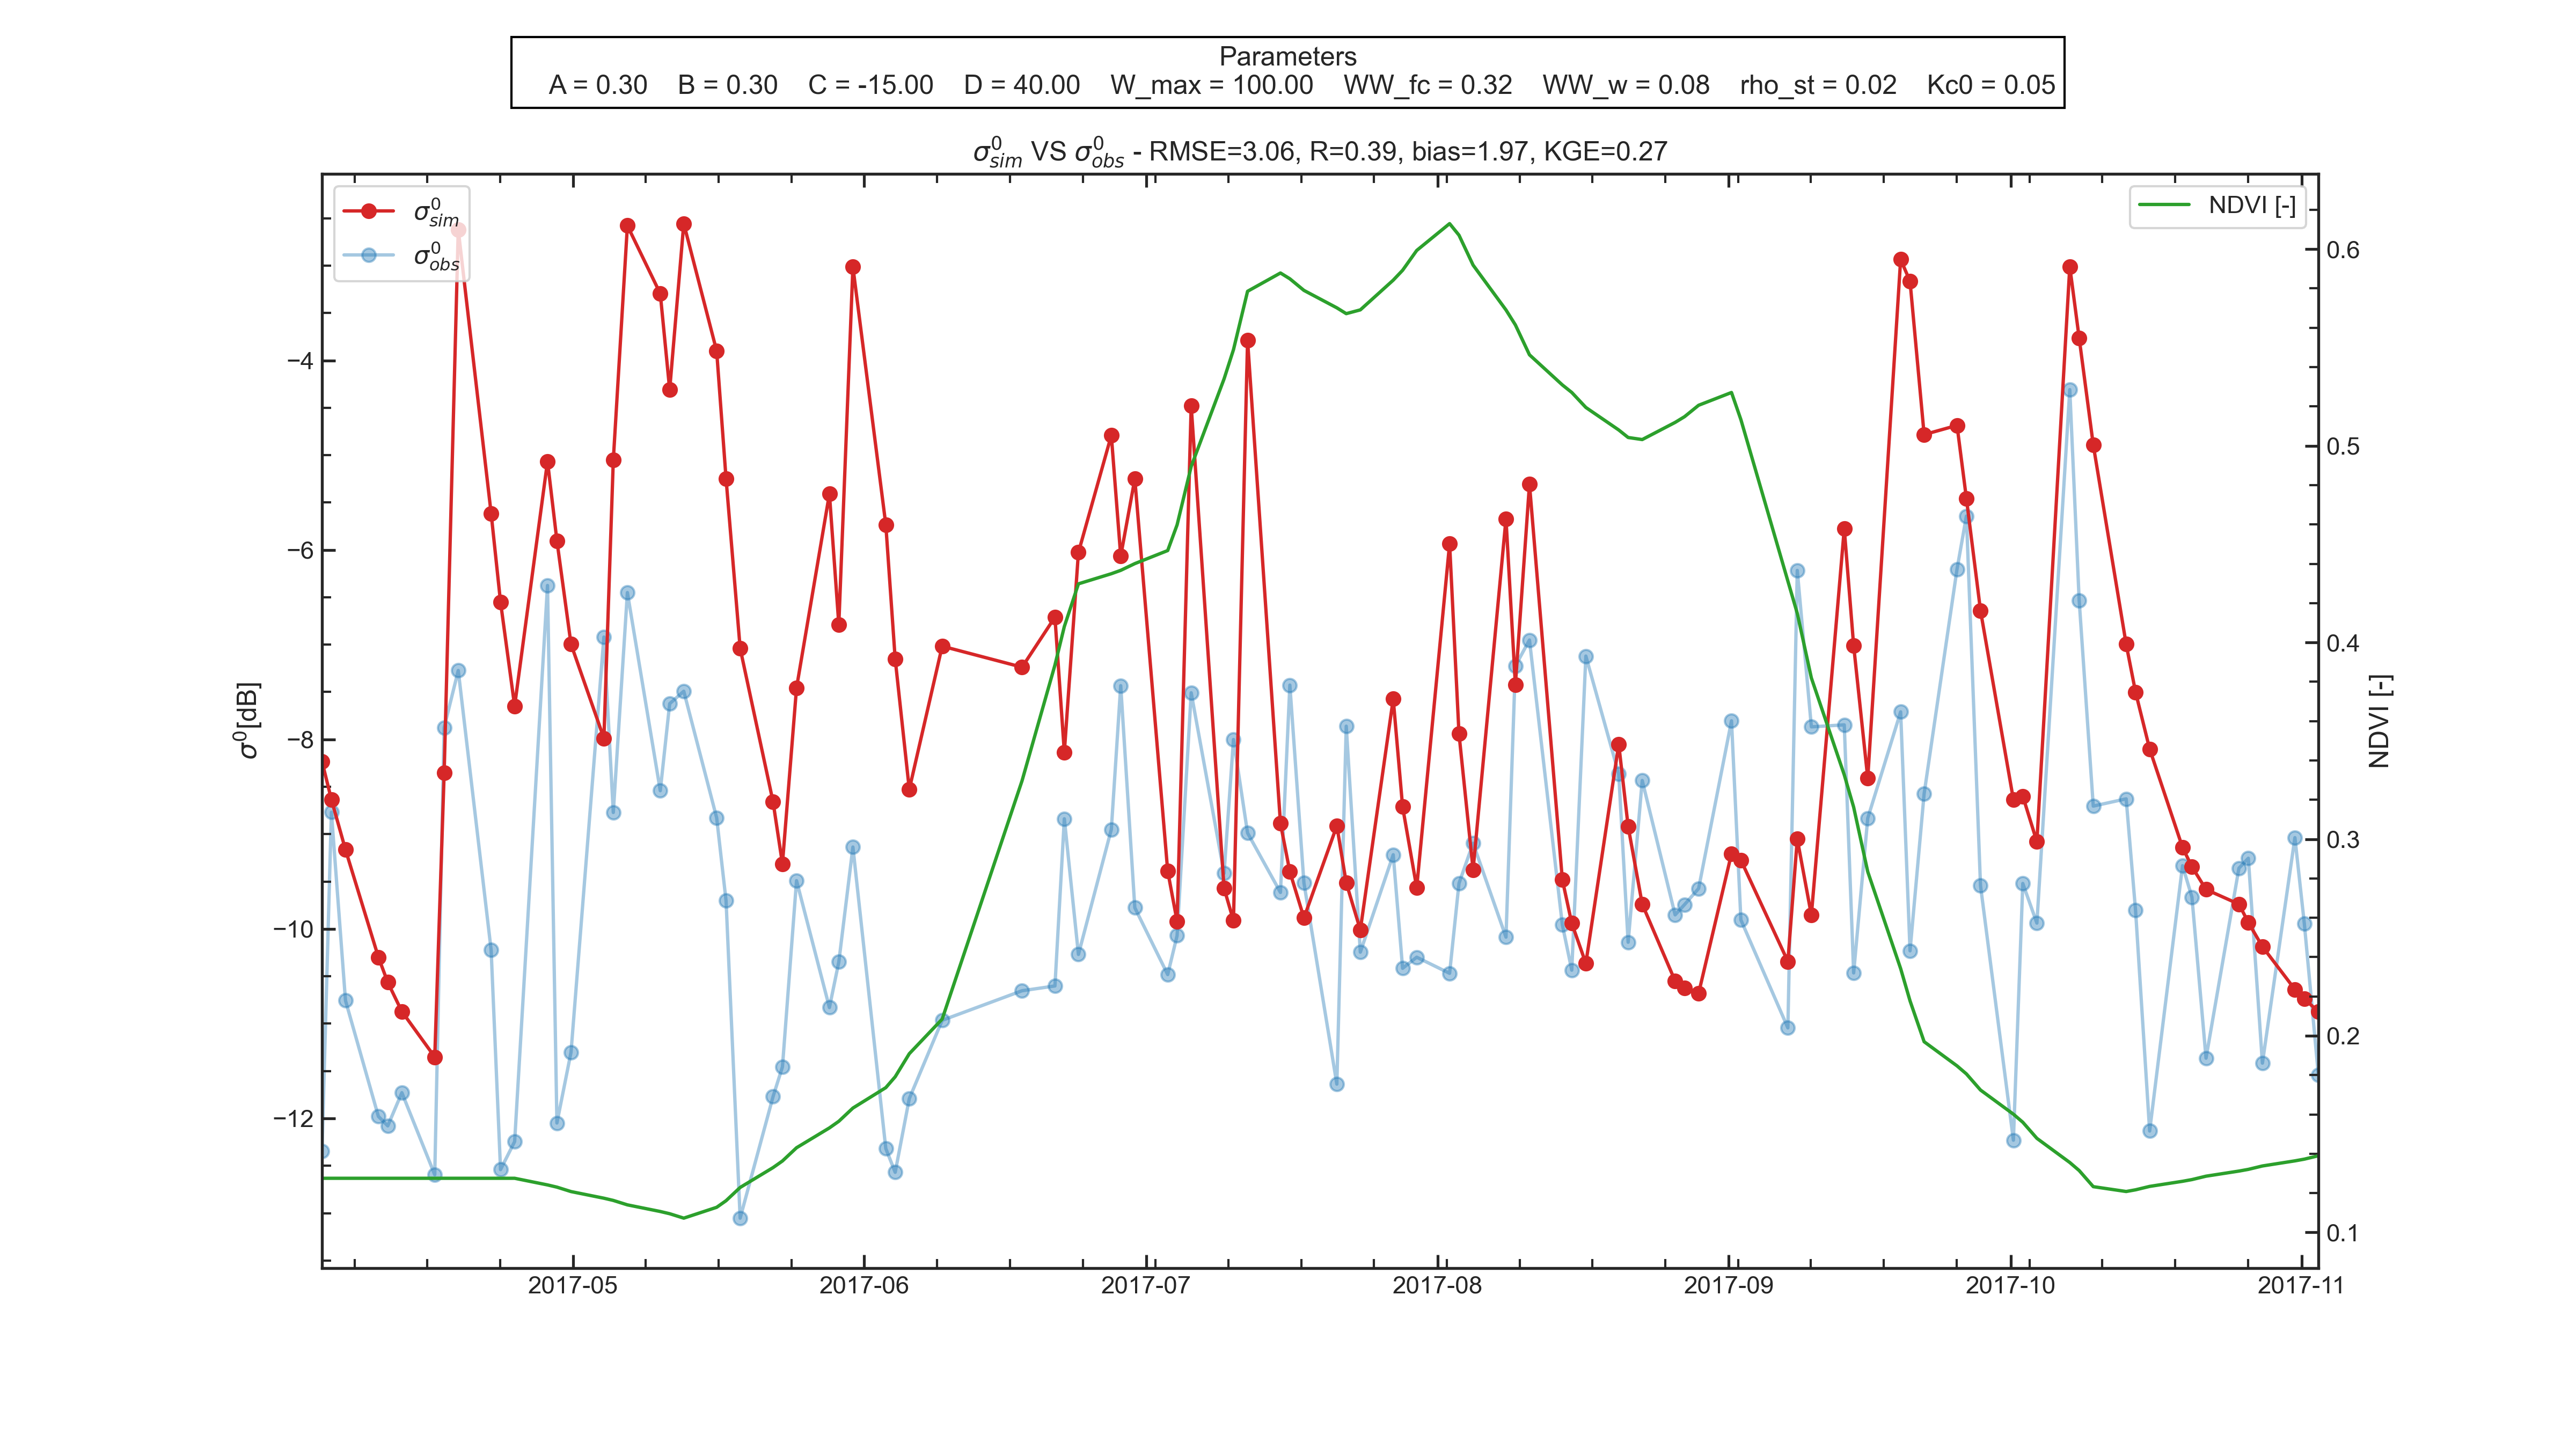 Parameters
A = 0.30 B = 0.30 C = -15.00 D = 40.00 W_max = 100.00 WW_fc = 0.32 WW_w = 0.08 rho_st = 0.02 Kc0 = 0.05
σ⁰sim VS σ⁰obs - RMSE=3.06, R=0.39, bias=1.97, KGE=0.27
σ⁰sim
σ⁰obs
NDVI [-]
−4
−6
−8
−10
−12
σ⁰[dB]
0.6
0.5
0.4
0.3
0.2
0.1
NDVI [-]
2017-05 2017-06 2017-07 2017-08 2017-09 2017-10 2017-11